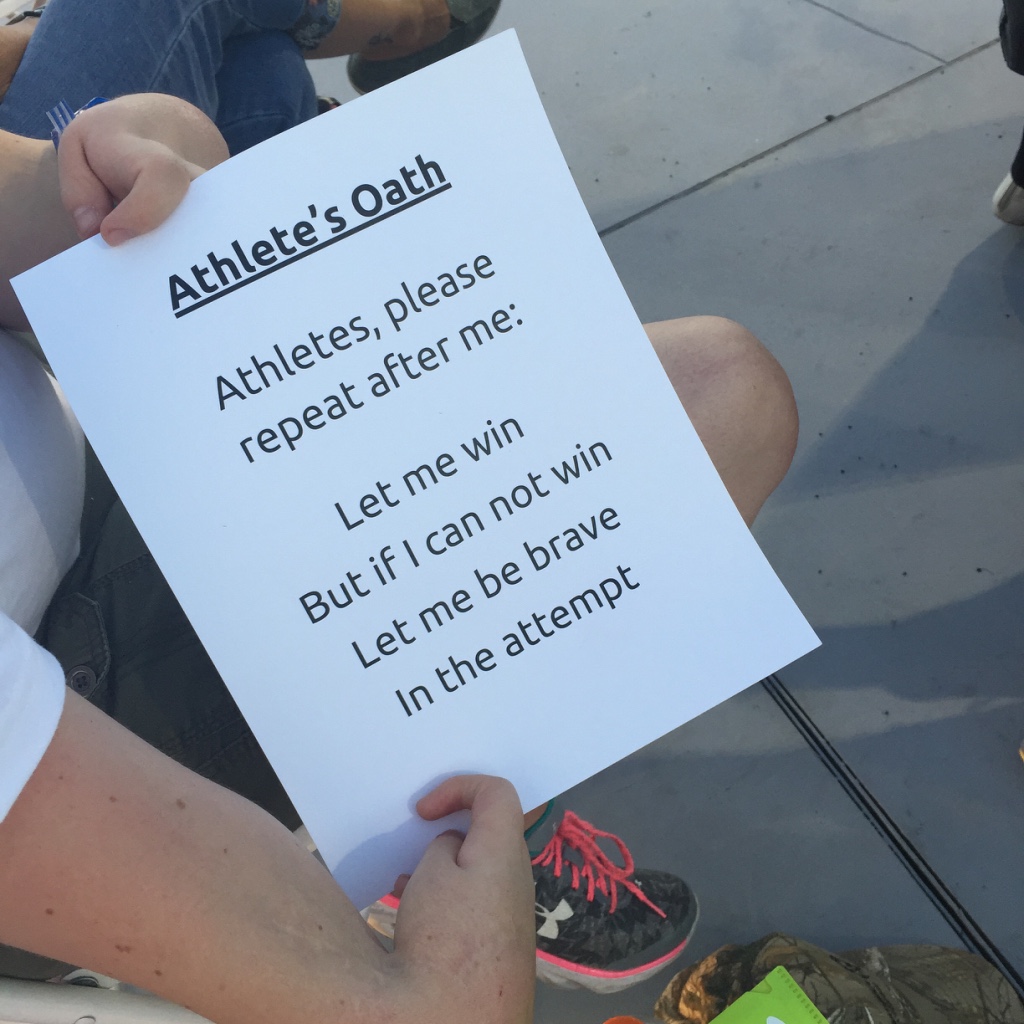 Athlete's Oath
Athletes, please
repeat after me:
Let me win
But if I can not win
Let me be brave
In the attempt